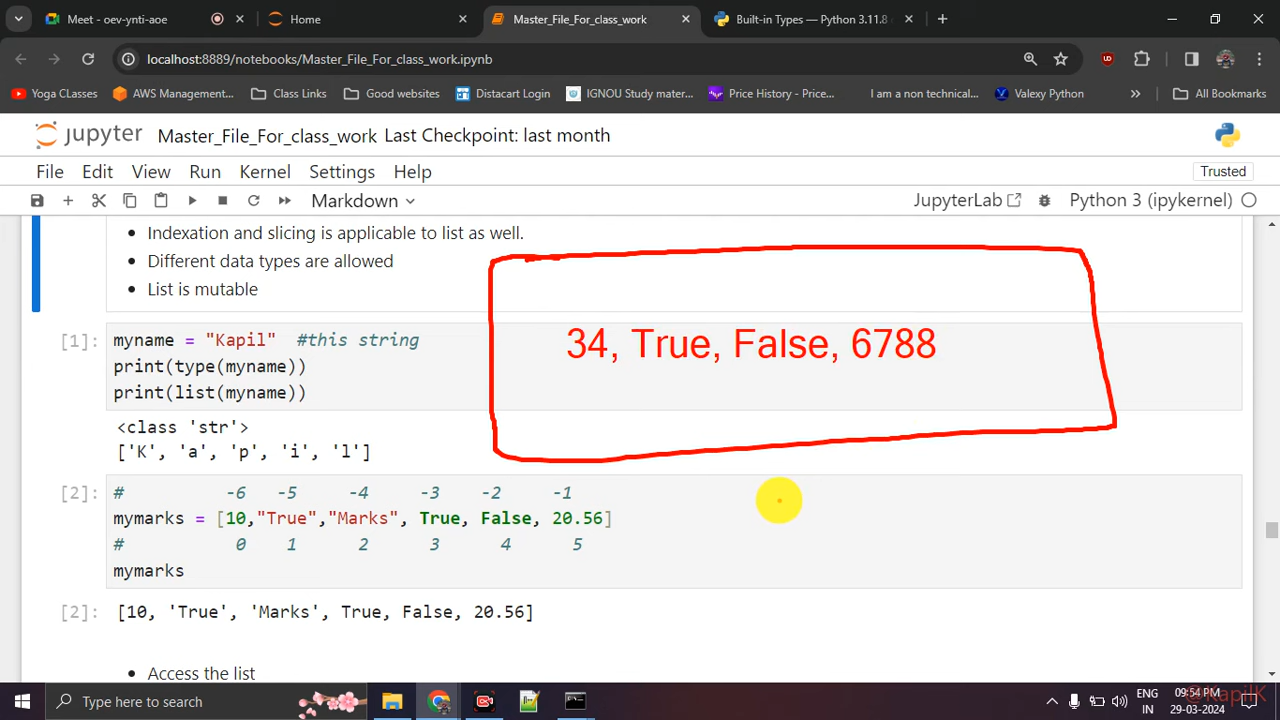 Meet - oev-ynti-aoe
Home
Master_File_For_class_work
Built-in Types — Python 3.11.8
localhost:8889/notebooks/Master_File_For_class_work.ipynb
Yoga CLasses
AWS Management...
Class Links
Good websites
Distacart Login
IGNOU Study mater...
Price History - Price...
I am a non technical...
Valexy Python
All Bookmarks
jupyter Master_File_For_class_work Last Checkpoint: last month
File Edit View Run Kernel Settings Help
Trusted
Markdown
JupyterLab
Python 3 (ipykernel)
• Indexation and slicing is applicable to list as well.
• Different data types are allowed
• List is mutable
34, True, False, 6788
[1]: myname = "Kapil" #this string
print(type(myname))
print(list(myname))
<class 'str'>
['K', 'a', 'p', 'i', 'l']
[2]: # -6 -5 -4 -3 -2 -1
mymarks = [10,"True","Marks", True, False, 20.56]
# 0 1 2 3 4 5
mymarks
[2]: [10, 'True', 'Marks', True, False, 20.56]
• Access the list
Type here to search
ENG
IN
09:54 PM
29-03-2024
@KapilK